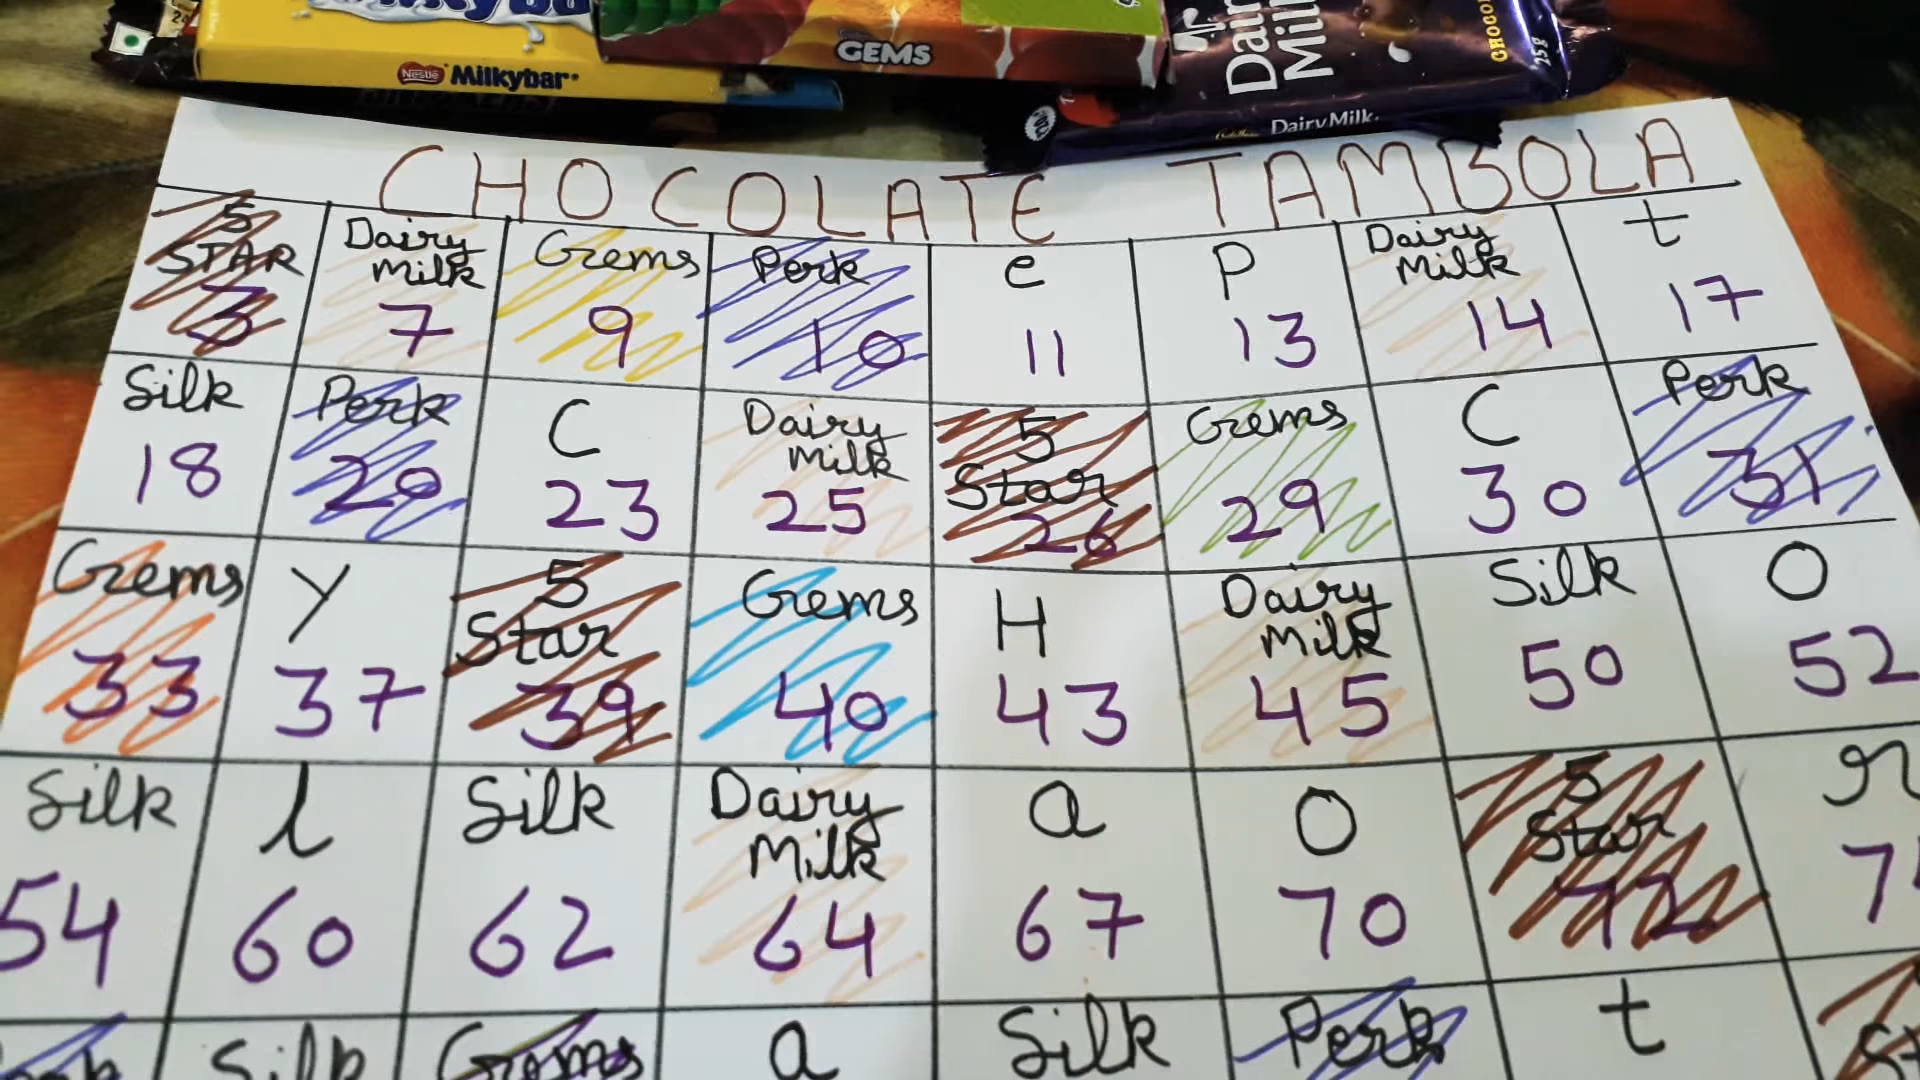 Nestlé Milkybar
GEMS
Dairy Milk
CHOCO
25g
Dairy Milk
CHOCOLATE TAMBOLA
5 STAR 3
Dairy Milk 7
Gems 9
Perk 10
e 11
P 13
Dairy Milk 14
t 17
Silk 18
Perk 20
C 23
Dairy Milk 25
5 Star 26
Gems 29
C 30
Perk 31
Gems 33
Y 37
5 Star 39
Gems 40
H 43
Dairy Milk 45
Silk 50
O 52
Silk 54
l 60
Silk 62
Dairy Milk 64
a 67
O 70
5 Star 72
r
Silk
Gems
a
Silk
Perk
t